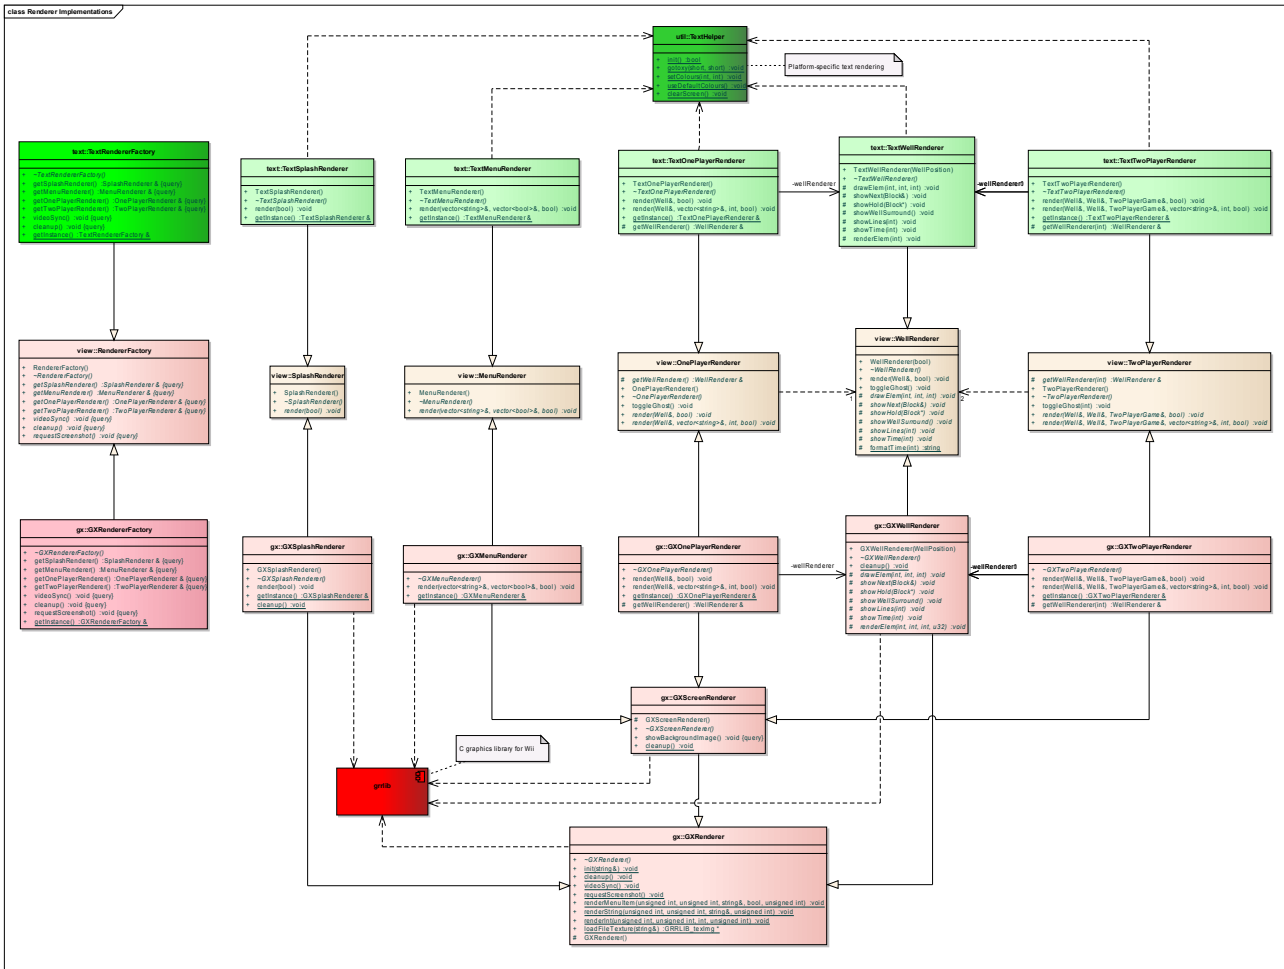 class Renderer Implementations
util::TextHelper
+ init() :bool
+ gotoxy(short, short) :void
+ setColours(int, int) :void
+ useDefaultColours() :void
+ clearScreen() :void
Platform-specific text rendering
text::TextRendererFactory
+ ~TextRendererFactory()
+ getSplashRenderer() :SplashRenderer & {query}
+ getMenuRenderer() :MenuRenderer & {query}
+ getOnePlayerRenderer() :OnePlayerRenderer & {query}
+ getTwoPlayerRenderer() :TwoPlayerRenderer & {query}
+ videoSync() :void {query}
+ cleanup() :void {query}
+ getInstance() :TextRendererFactory &
text::TextSplashRenderer
+ TextSplashRenderer()
+ ~TextSplashRenderer()
+ render(bool) :void
+ getInstance() :TextSplashRenderer &
text::TextMenuRenderer
+ TextMenuRenderer()
+ ~TextMenuRenderer()
+ render(vector<string>&, vector<bool>&, bool) :void
+ getInstance() :TextMenuRenderer &
text::TextOnePlayerRenderer
+ TextOnePlayerRenderer()
+ ~TextOnePlayerRenderer()
+ render(Well&, bool) :void
+ render(Well&, vector<string>&, int, bool) :void
+ getInstance() :TextOnePlayerRenderer &
# getWellRenderer() :WellRenderer &
-wellRenderer
text::TextWellRenderer
+ TextWellRenderer(WellPosition)
+ ~TextWellRenderer()
# drawElem(int, int, int) :void
# showNext(Block&) :void
# showHold(Block*) :void
# showWellSurround() :void
# showLines(int) :void
# showTime(int) :void
# renderElem(int) :void
text::TextTwoPlayerRenderer
+ TextTwoPlayerRenderer()
+ ~TextTwoPlayerRenderer()
+ render(Well&, Well&, TwoPlayerGame&, bool) :void
+ render(Well&, Well&, TwoPlayerGame&, vector<string>&, int, bool) :void
+ getInstance() :TextTwoPlayerRenderer &
# getWellRenderer(int) :WellRenderer &
view::RendererFactory
+ RendererFactory()
+ ~RendererFactory()
+ getSplashRenderer() :SplashRenderer & {query}
+ getMenuRenderer() :MenuRenderer & {query}
+ getOnePlayerRenderer() :OnePlayerRenderer & {query}
+ getTwoPlayerRenderer() :TwoPlayerRenderer & {query}
+ videoSync() :void {query}
+ cleanup() :void {query}
+ requestScreenshot() :void {query}
view::SplashRenderer
+ SplashRenderer()
+ ~SplashRenderer()
+ render(bool) :void
view::MenuRenderer
+ MenuRenderer()
+ ~MenuRenderer()
+ render(vector<string>&, vector<bool>&, bool) :void
view::OnePlayerRenderer
# getWellRenderer() :WellRenderer &
+ OnePlayerRenderer()
+ ~OnePlayerRenderer()
+ toggleGhost() :void
+ render(Well&, bool) :void
+ render(Well&, vector<string>&, int, bool) :void
1
view::WellRenderer
+ WellRenderer(bool)
+ ~WellRenderer()
+ render(Well&, bool) :void
+ toggleGhost() :void
# drawElem(int, int, int) :void
# showNext(Block&) :void
# showHold(Block*) :void
# showWellSurround() :void
# showLines(int) :void
# showTime(int) :void
# formatTime(int) :string
2
view::TwoPlayerRenderer
# getWellRenderer(int) :WellRenderer &
+ TwoPlayerRenderer()
+ ~TwoPlayerRenderer()
+ toggleGhost(int) :void
+ render(Well&, Well&, TwoPlayerGame&, bool) :void
+ render(Well&, Well&, TwoPlayerGame&, vector<string>&, int, bool) :void
gx::GXRendererFactory
+ ~GXRendererFactory()
+ getSplashRenderer() :SplashRenderer & {query}
+ getMenuRenderer() :MenuRenderer & {query}
+ getOnePlayerRenderer() :OnePlayerRenderer & {query}
+ getTwoPlayerRenderer() :TwoPlayerRenderer & {query}
+ videoSync() :void {query}
+ cleanup() :void {query}
+ requestScreenshot() :void {query}
+ getInstance() :GXRendererFactory &
gx::GXSplashRenderer
+ GXSplashRenderer()
+ ~GXSplashRenderer()
+ render(bool) :void
+ getInstance() :GXSplashRenderer &
+ cleanup() :void
gx::GXMenuRenderer
+ ~GXMenuRenderer()
+ render(vector<string>&, vector<bool>&, bool) :void
+ getInstance() :GXMenuRenderer &
gx::GXOnePlayerRenderer
+ ~GXOnePlayerRenderer()
+ render(Well&, bool) :void
+ render(Well&, vector<string>&, int, bool) :void
+ getInstance() :GXOnePlayerRenderer &
# getWellRenderer() :WellRenderer &
-wellRenderer
gx::GXWellRenderer
+ GXWellRenderer(WellPosition)
+ ~GXWellRenderer()
+ cleanup() :void
# drawElem(int, int, int) :void
# showNext(Block&) :void
# showHold(Block*) :void
# showWellSurround() :void
# showLines(int) :void
# showTime(int) :void
# renderElem(int, int, int, u32) :void
gx::GXTwoPlayerRenderer
+ ~GXTwoPlayerRenderer()
+ render(Well&, Well&, TwoPlayerGame&, bool) :void
+ render(Well&, Well&, TwoPlayerGame&, vector<string>&, int, bool) :void
+ getInstance() :GXTwoPlayerRenderer &
# getWellRenderer(int) :WellRenderer &
gx::GXScreenRenderer
# GXScreenRenderer()
+ ~GXScreenRenderer()
+ showBackgroundImage() :void {query}
+ cleanup() :void
C graphics library for Wii
grrlib
gx::GXRenderer
+ ~GXRenderer()
+ init(string&) :void
+ cleanup() :void
+ videoSync() :void
+ requestScreenshot() :void
+ renderMenuItem(unsigned int, unsigned int, string&, bool, unsigned int) :void
+ renderString(unsigned int, unsigned int, string&, unsigned int) :void
+ renderInt(unsigned int, unsigned int, int, unsigned int) :void
+ loadFileTexture(string&) :GRRLIB_texImg *
# GXRenderer()